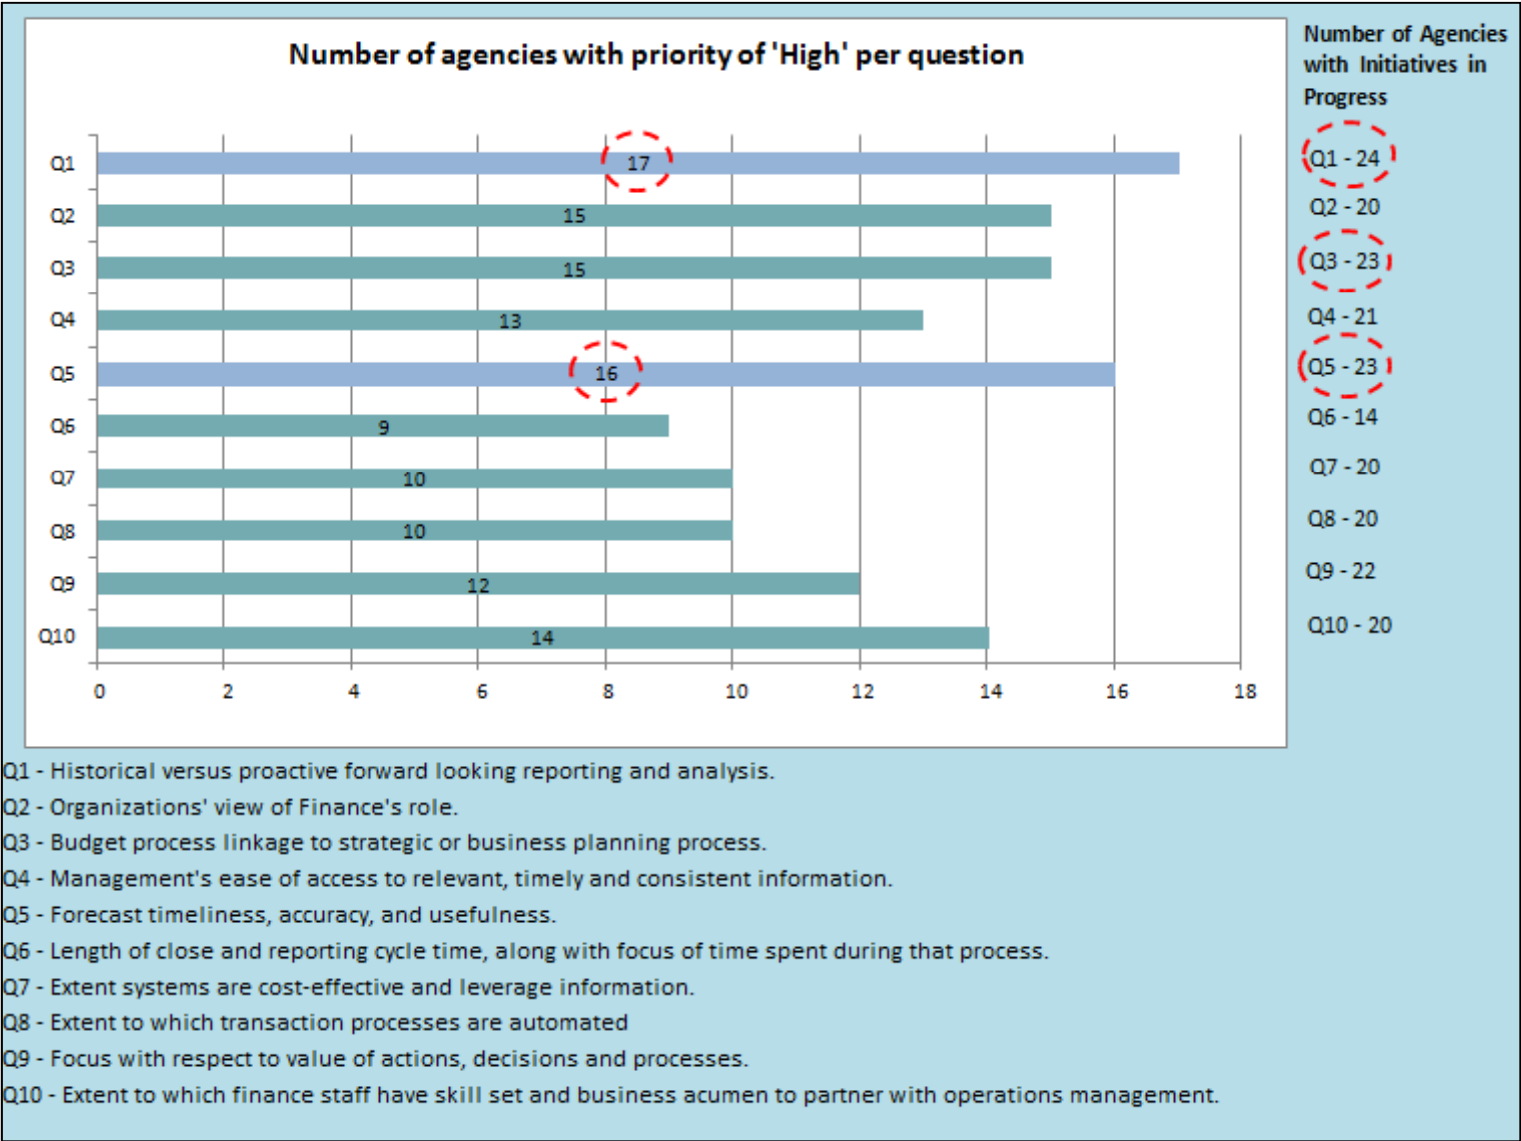 Number of agencies with priority of 'High' per question
Number of Agencies
with Initiatives in
Progress
Q1 17 Q1 - 24
Q2 15 Q2 - 20
Q3 15 Q3 - 23
Q4 13 Q4 - 21
Q5 16 Q5 - 23
Q6 9 Q6 - 14
Q7 10 Q7 - 20
Q8 10 Q8 - 20
Q9 12 Q9 - 22
Q10 14 Q10 - 20
0 2 4 6 8 10 12 14 16 18
Q1 - Historical versus proactive forward looking reporting and analysis.
Q2 - Organizations' view of Finance's role.
Q3 - Budget process linkage to strategic or business planning process.
Q4 - Management's ease of access to relevant, timely and consistent information.
Q5 - Forecast timeliness, accuracy, and usefulness.
Q6 - Length of close and reporting cycle time, along with focus of time spent during that process.
Q7 - Extent systems are cost-effective and leverage information.
Q8 - Extent to which transaction processes are automated
Q9 - Focus with respect to value of actions, decisions and processes.
Q10 - Extent to which finance staff have skill set and business acumen to partner with operations management.